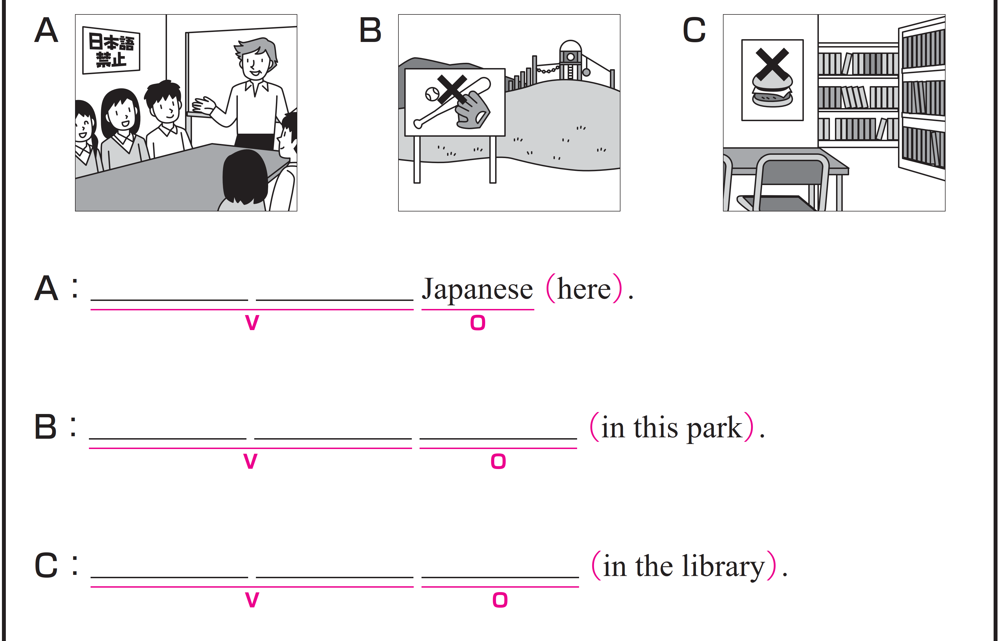 A B C
日本語
禁止
A : Japanese (here).
V O
B : (in this park).
V O
C : (in the library).
V O